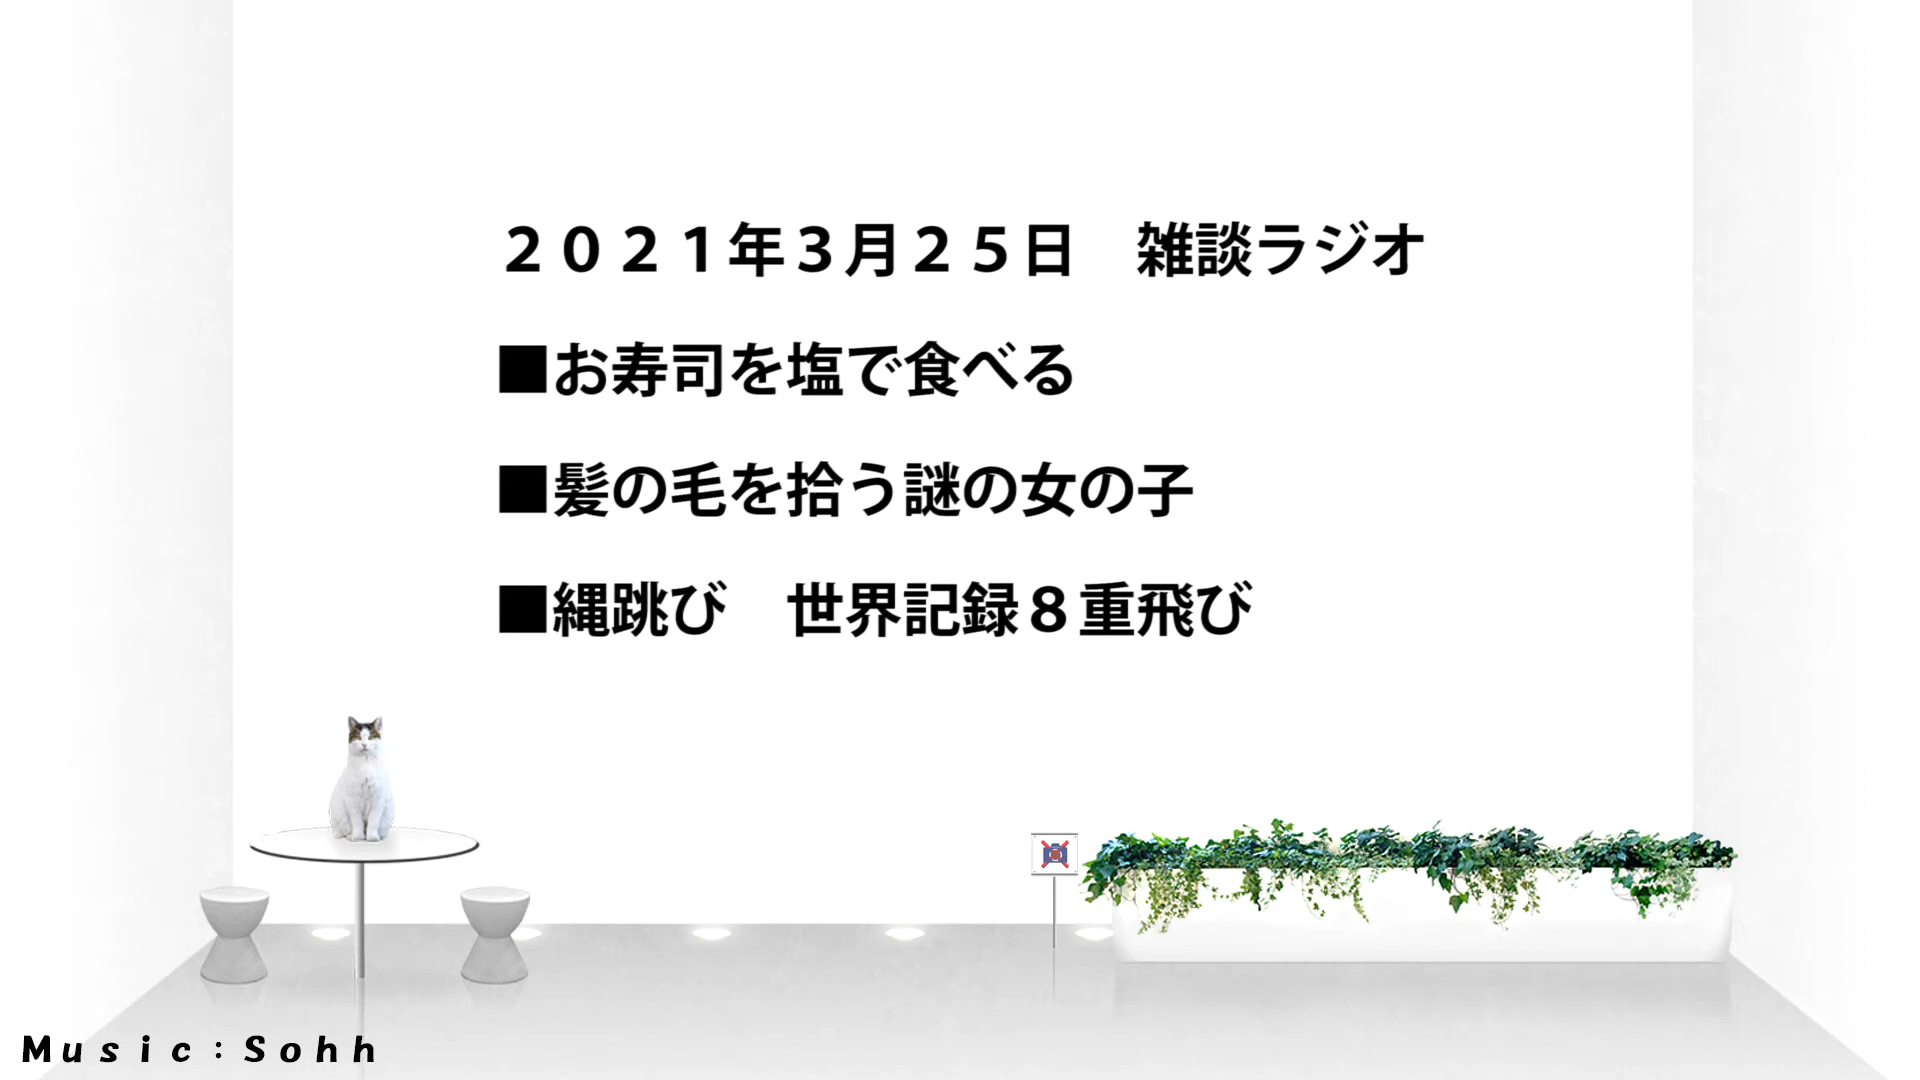 ２０２１年３月２５日　雑談ラジオ
■お寿司を塩で食べる
■髪の毛を拾う謎の女の子
■縄跳び　世界記録８重飛び
Ｍｕｓｉｃ：Ｓｏｈｈ